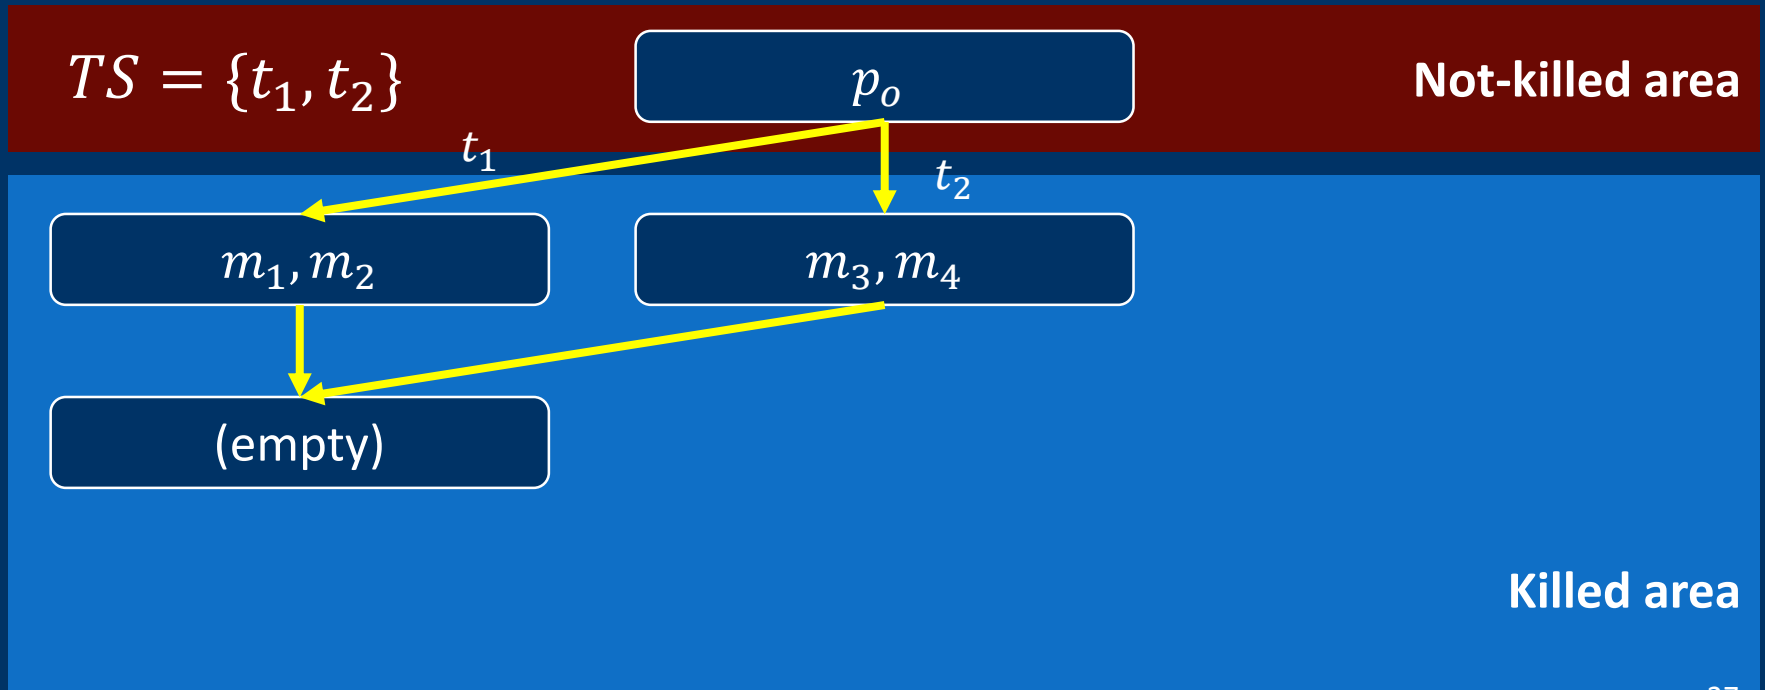 TS = {t₁, t₂}
pₒ
Not-killed area
t₁
t₂
m₁, m₂
m₃, m₄
(empty)
Killed area